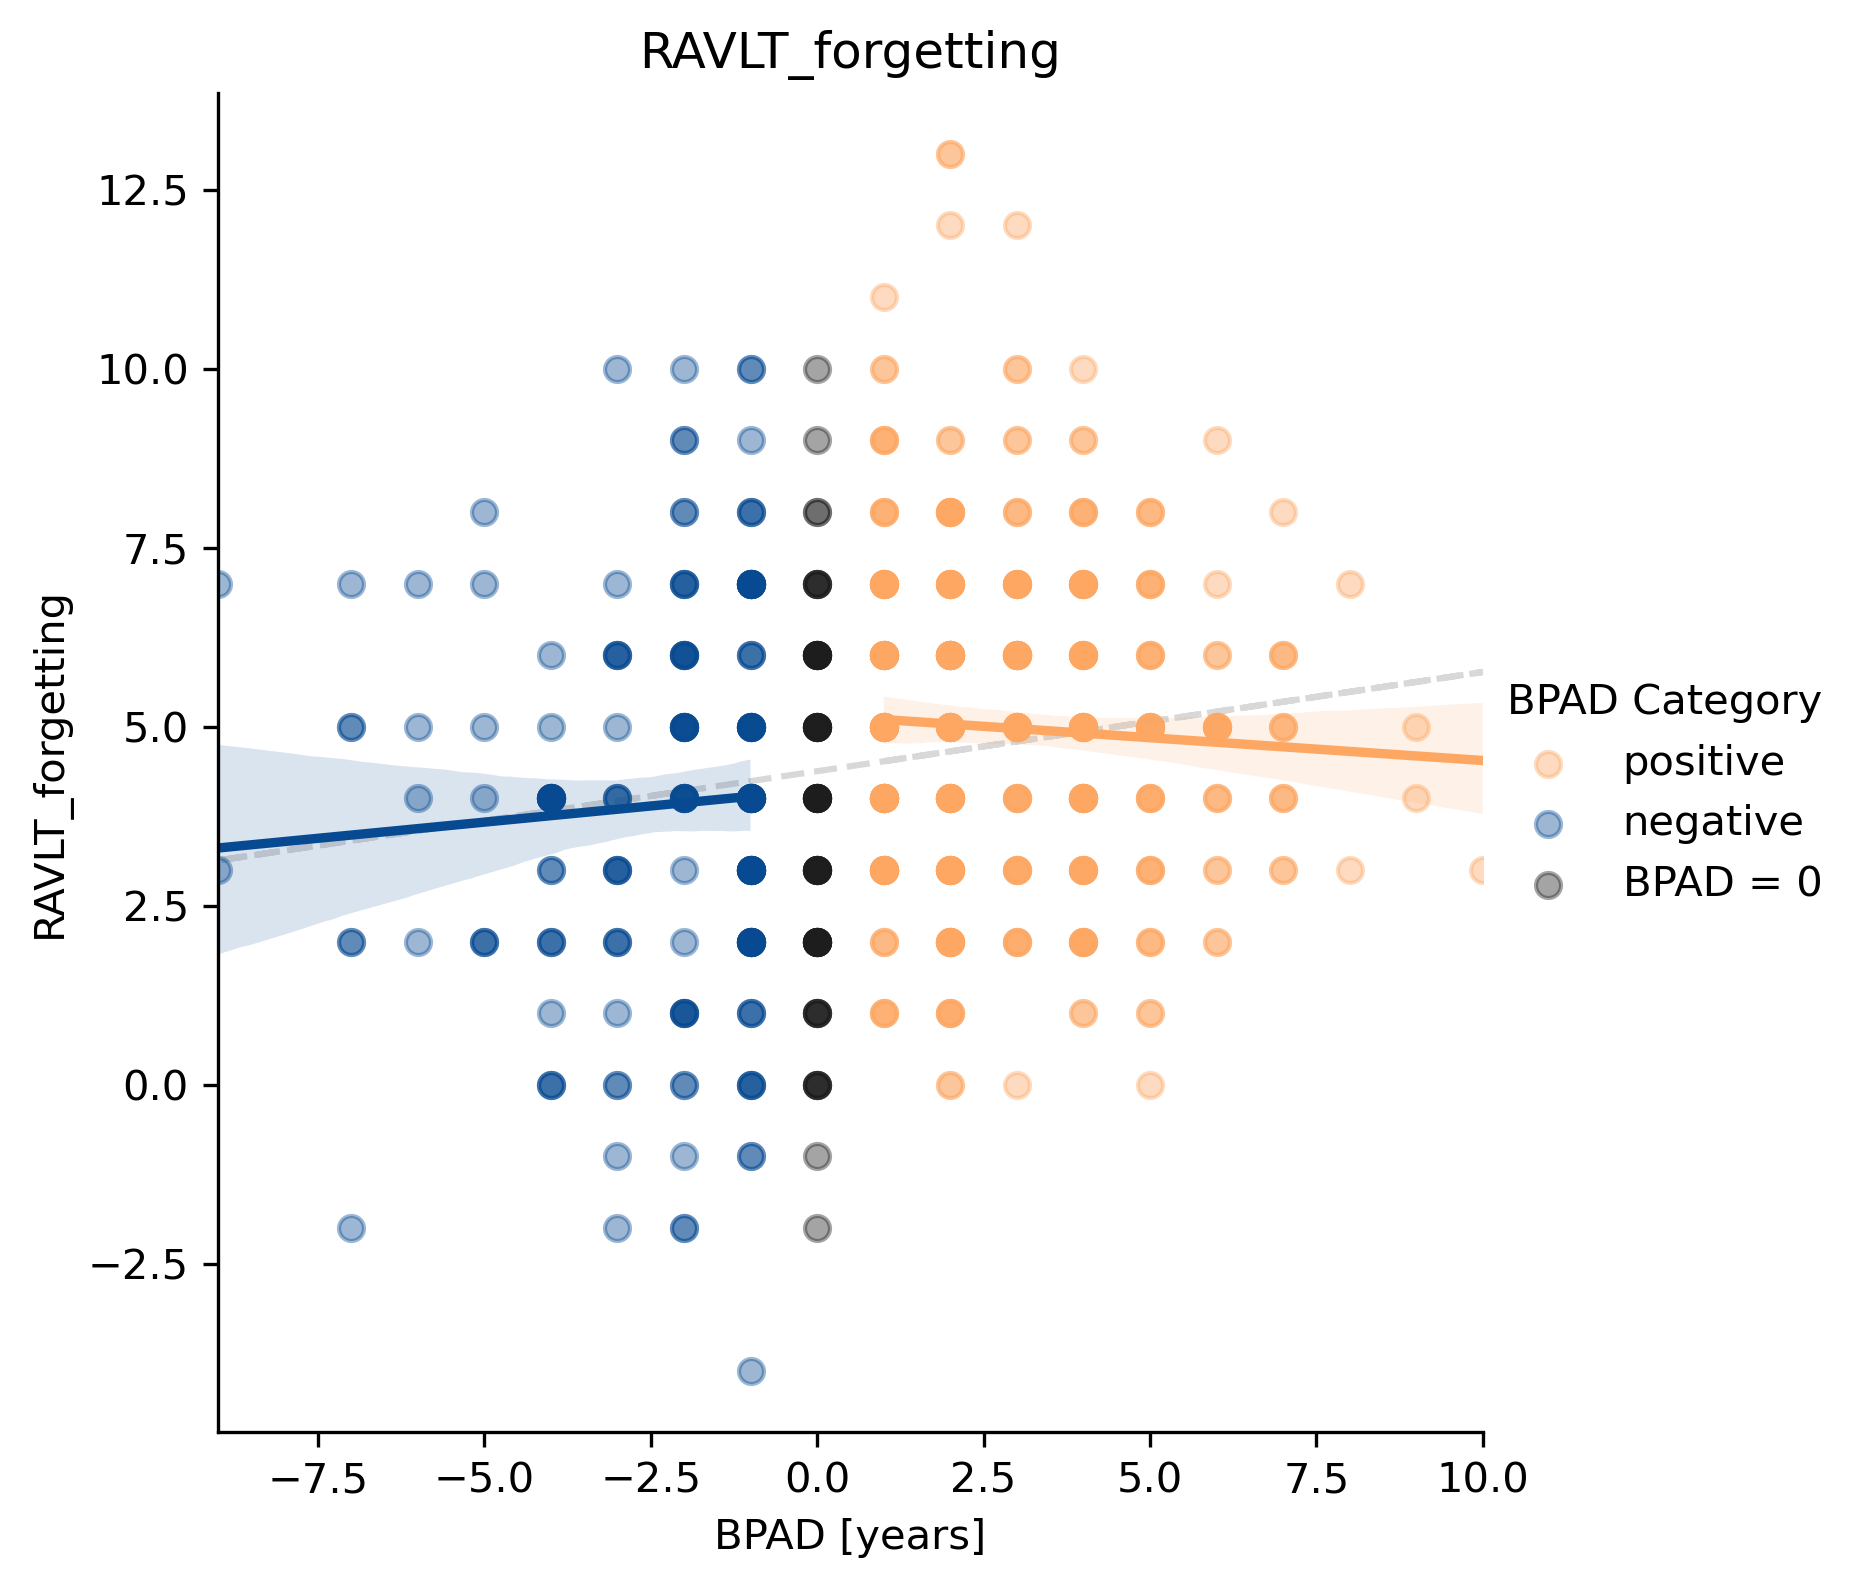 RAVLT_forgetting
12.5
10.0
7.5
5.0
2.5
0.0
−2.5
RAVLT_forgetting
−7.5 −5.0 −2.5 0.0 2.5 5.0 7.5 10.0
BPAD [years]
BPAD Category
positive
negative
BPAD = 0